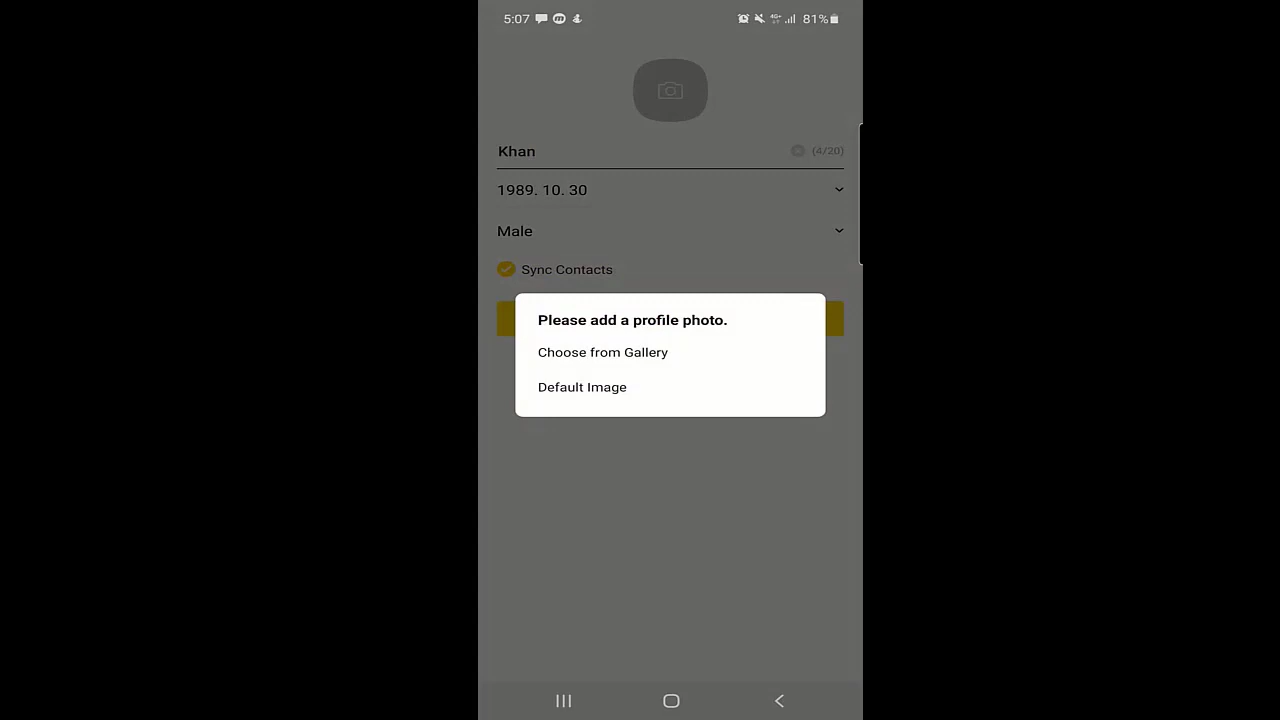 5:07 81%
Khan (4/20)
1989. 10. 30
Male
Sync Contacts
Please add a profile photo.
Choose from Gallery
Default Image